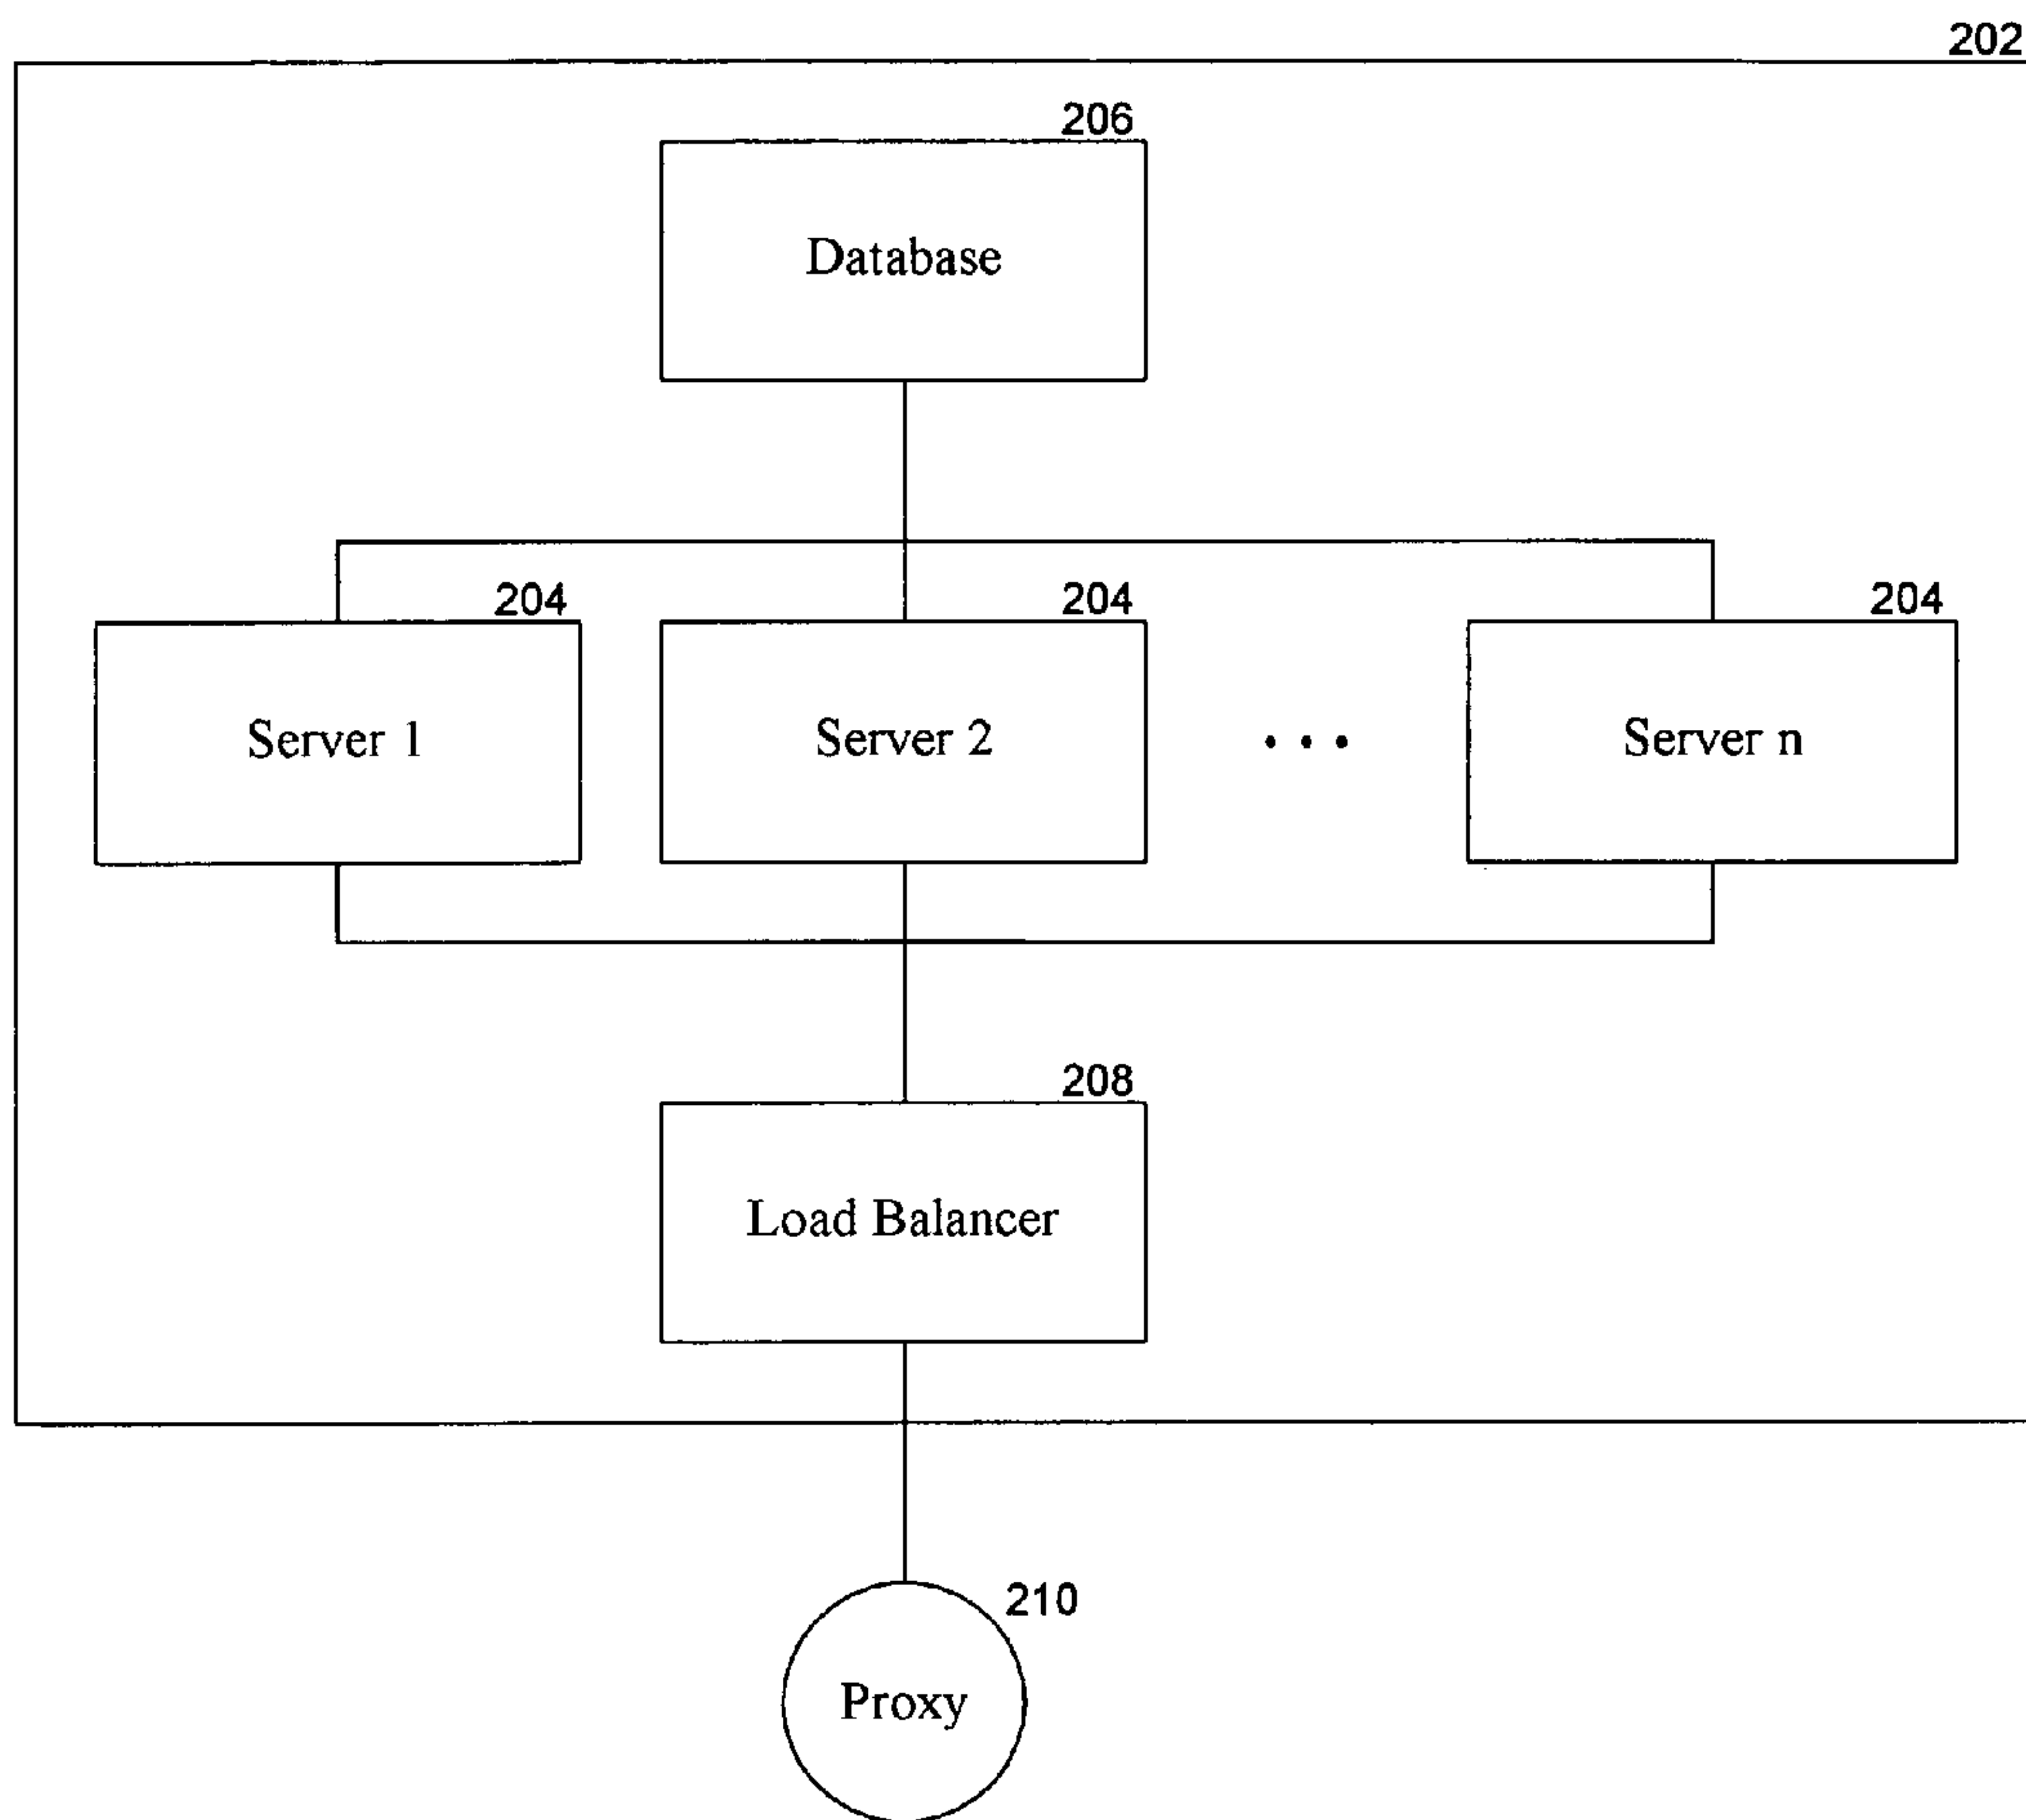 202
206
Database
204
204
204
Server 1
Server 2
• • •
Server n
208
Load Balancer
210
Proxy